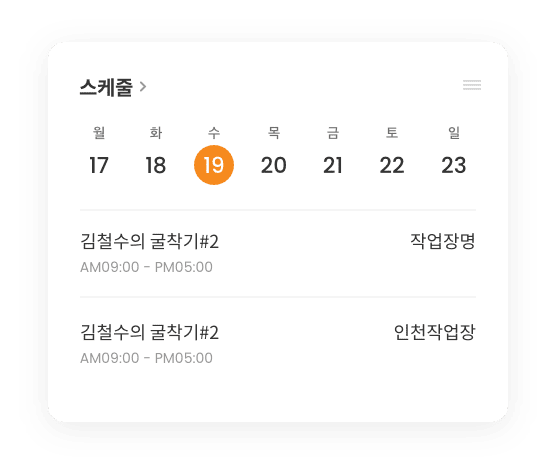 스케줄 >
월 화 수 목 금 토 일
17 18 19 20 21 22 23
김철수의 굴착기#2 작업장명
AM09:00 - PM05:00
김철수의 굴착기#2 인천작업장
AM09:00 - PM05:00